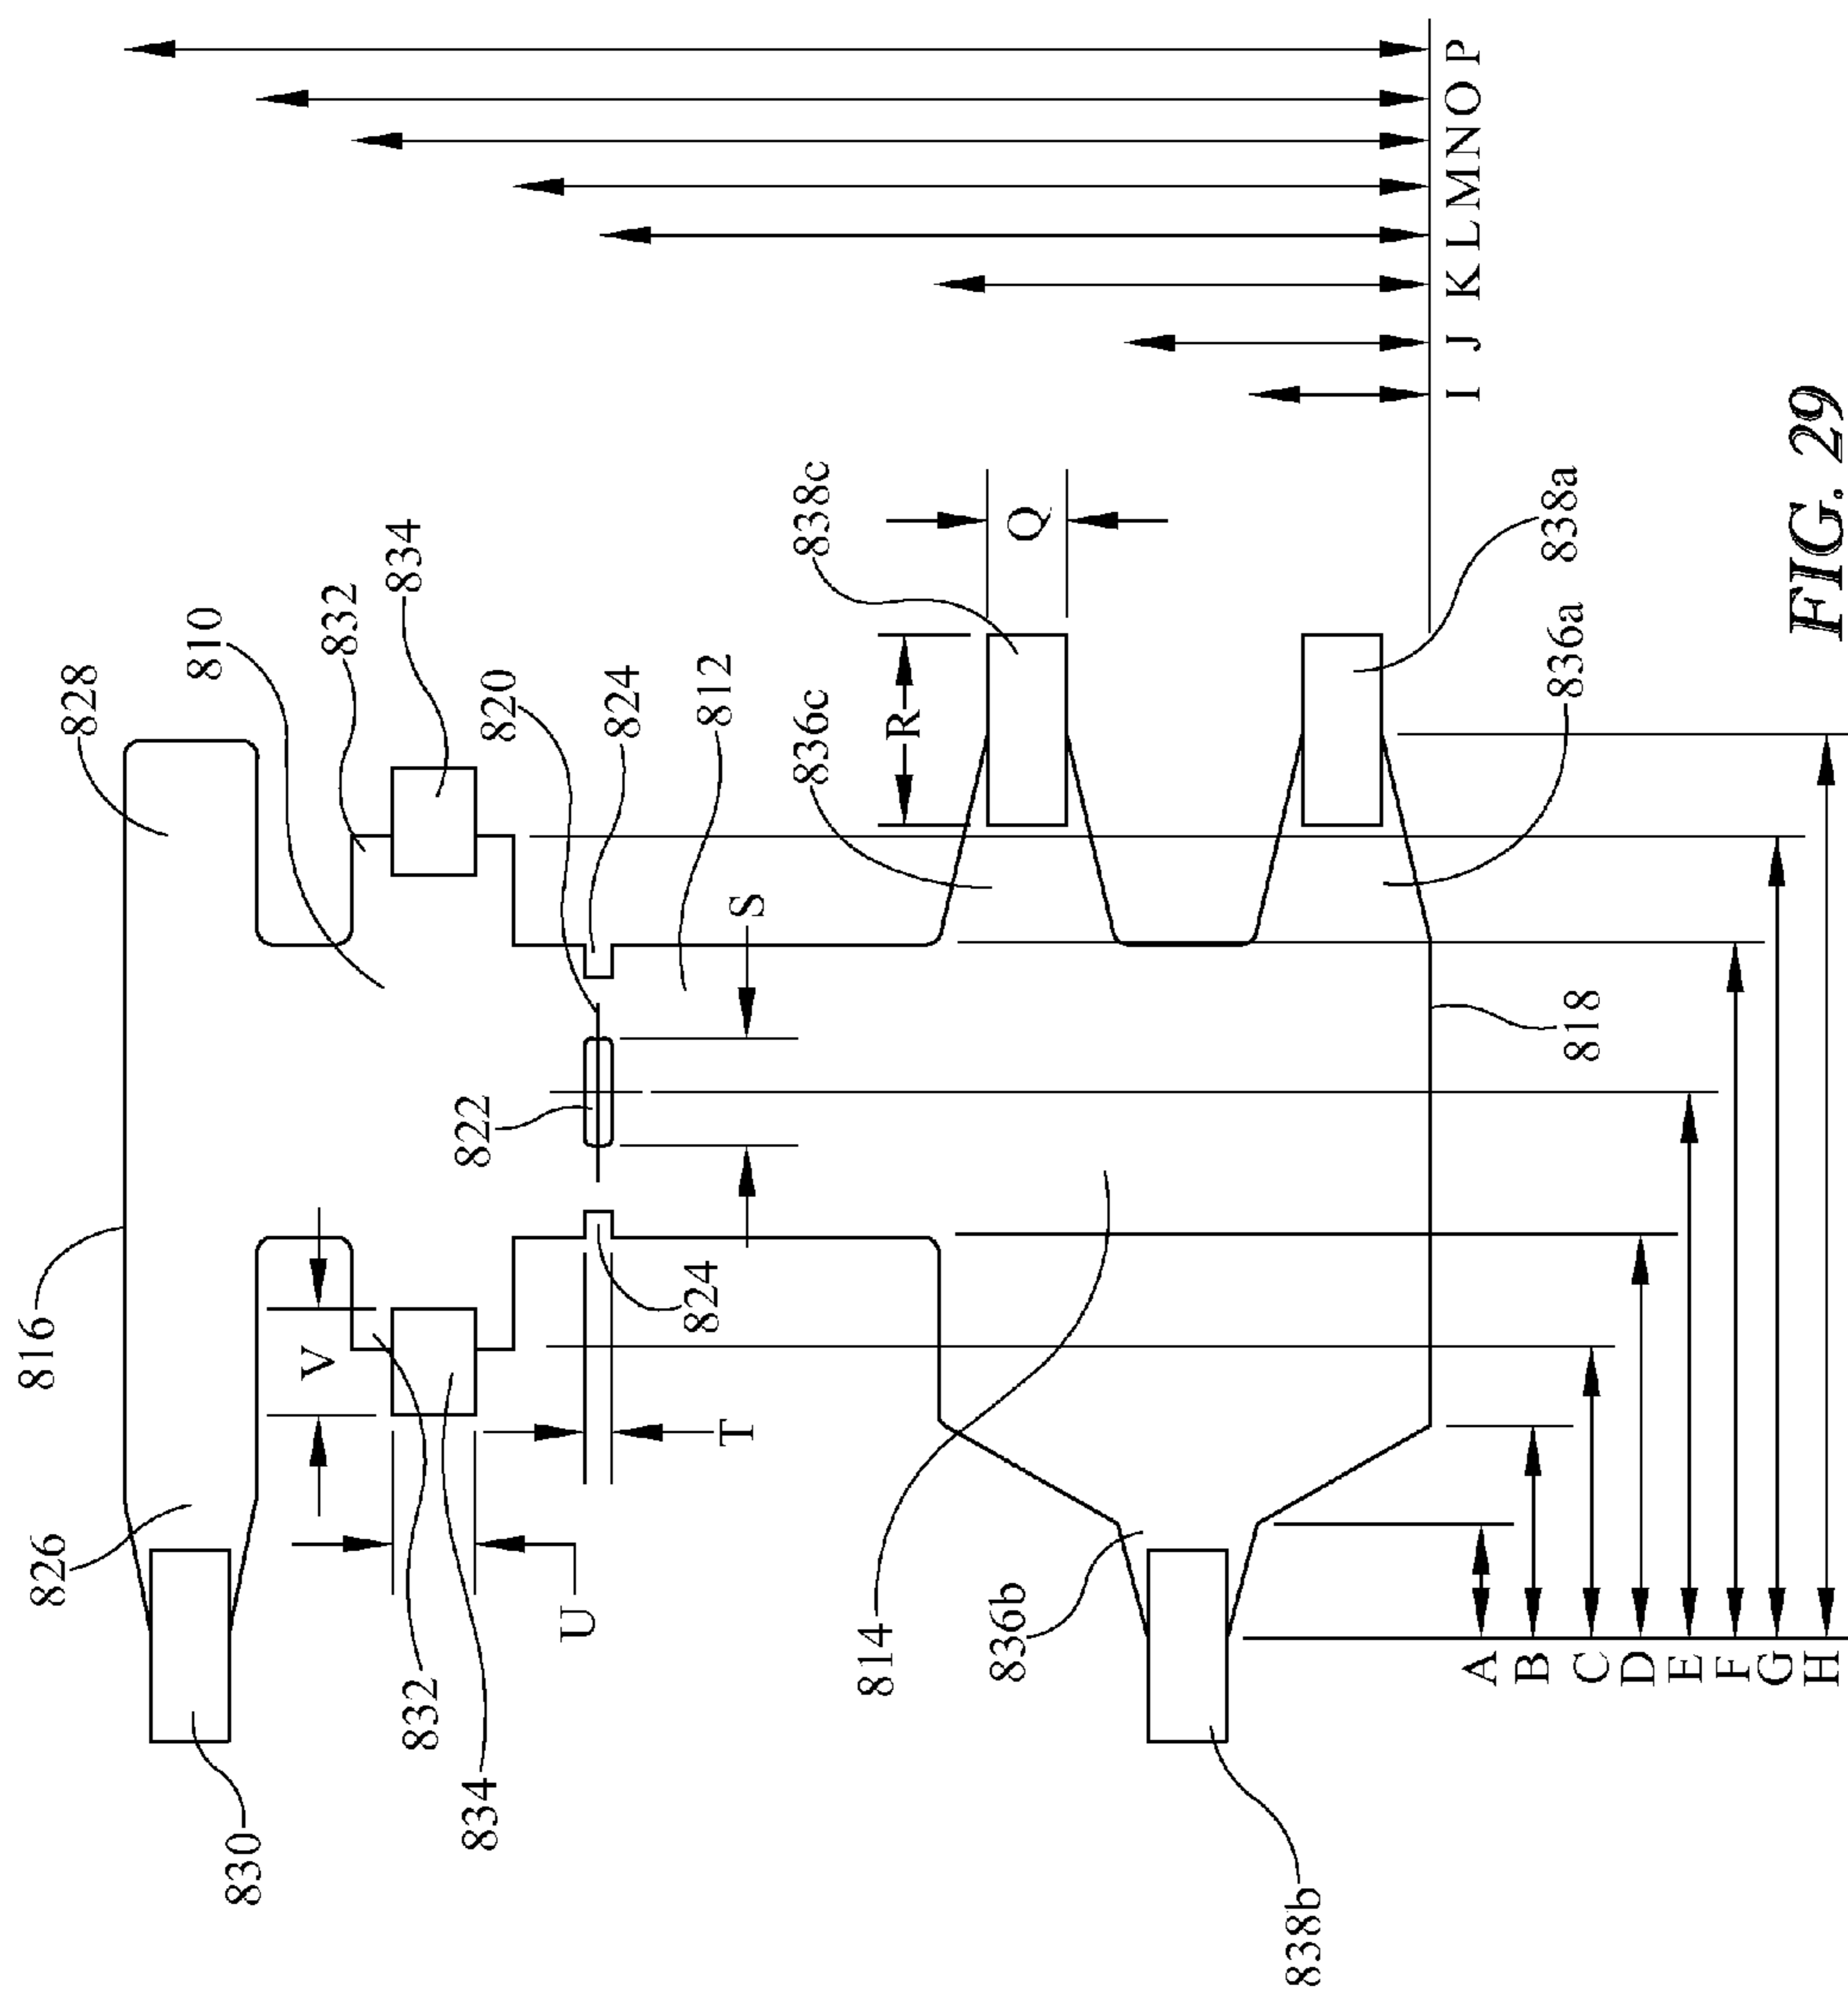 816
828
810
832
834
820
824
812
826
V
822
S
836c
R
838c
Q
830
832
834
U
T
824
814
836b
838b
818
836a
838a
A
B
C
D
E
F
G
H
I J K L M N O P
FIG. 29